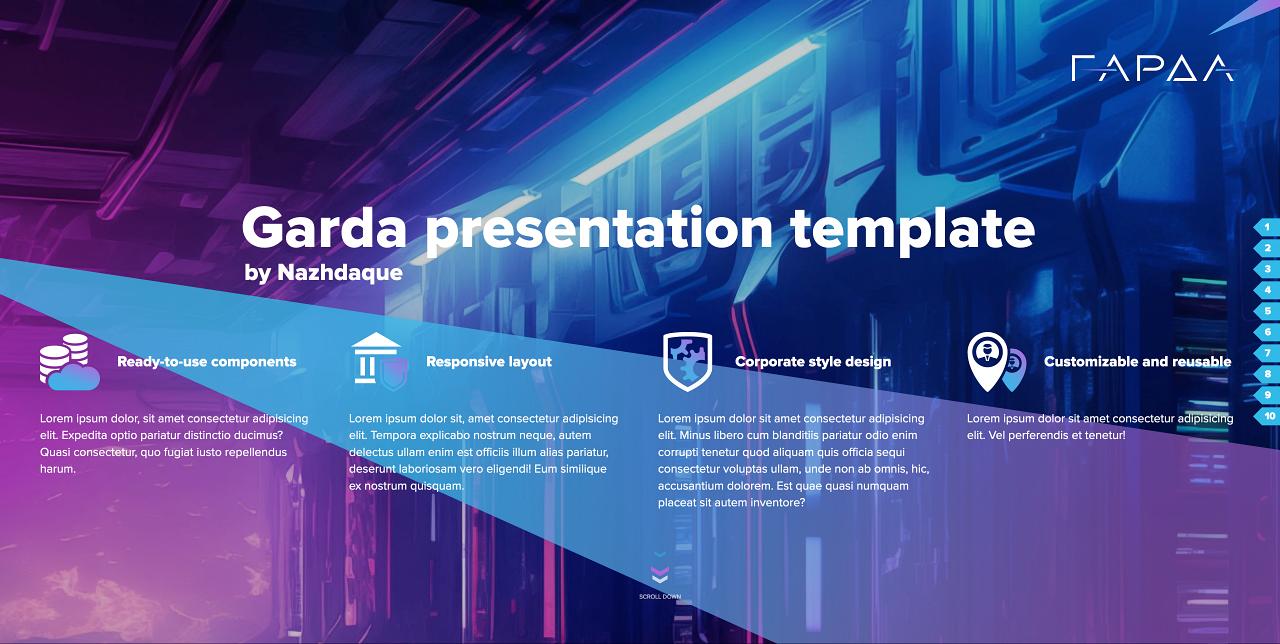 ГАРДА
Garda presentation template
by Nazhdaque
1
2
3
4
5
6
7
8
9
10
Ready-to-use components
Lorem ipsum dolor, sit amet consectetur adipisicing
elit. Expedita optio pariatur distinctio ducimus?
Quasi consectetur, quo fugiat iusto repellendus
harum.
Responsive layout
Lorem ipsum dolor sit, amet consectetur adipisicing
elit. Tempora explicabo nostrum neque, autem
delectus ullam enim est officiis illum alias pariatur,
deserunt laboriosam vero eligendi! Eum similique
ex nostrum quisquam.
Corporate style design
Lorem ipsum dolor sit amet consectetur adipisicing
elit. Minus libero cum blanditiis pariatur odio enim
corrupti tenetur quod aliquam quis officia sequi
consectetur voluptas ullam, unde non ab omnis, hic,
accusantium dolorem. Est quae quasi numquam
placeat sit autem inventore?
Customizable and reusable
Lorem ipsum dolor sit amet consectetur adipisicing
elit. Vel perferendis et tenetur!
SCROLL DOWN